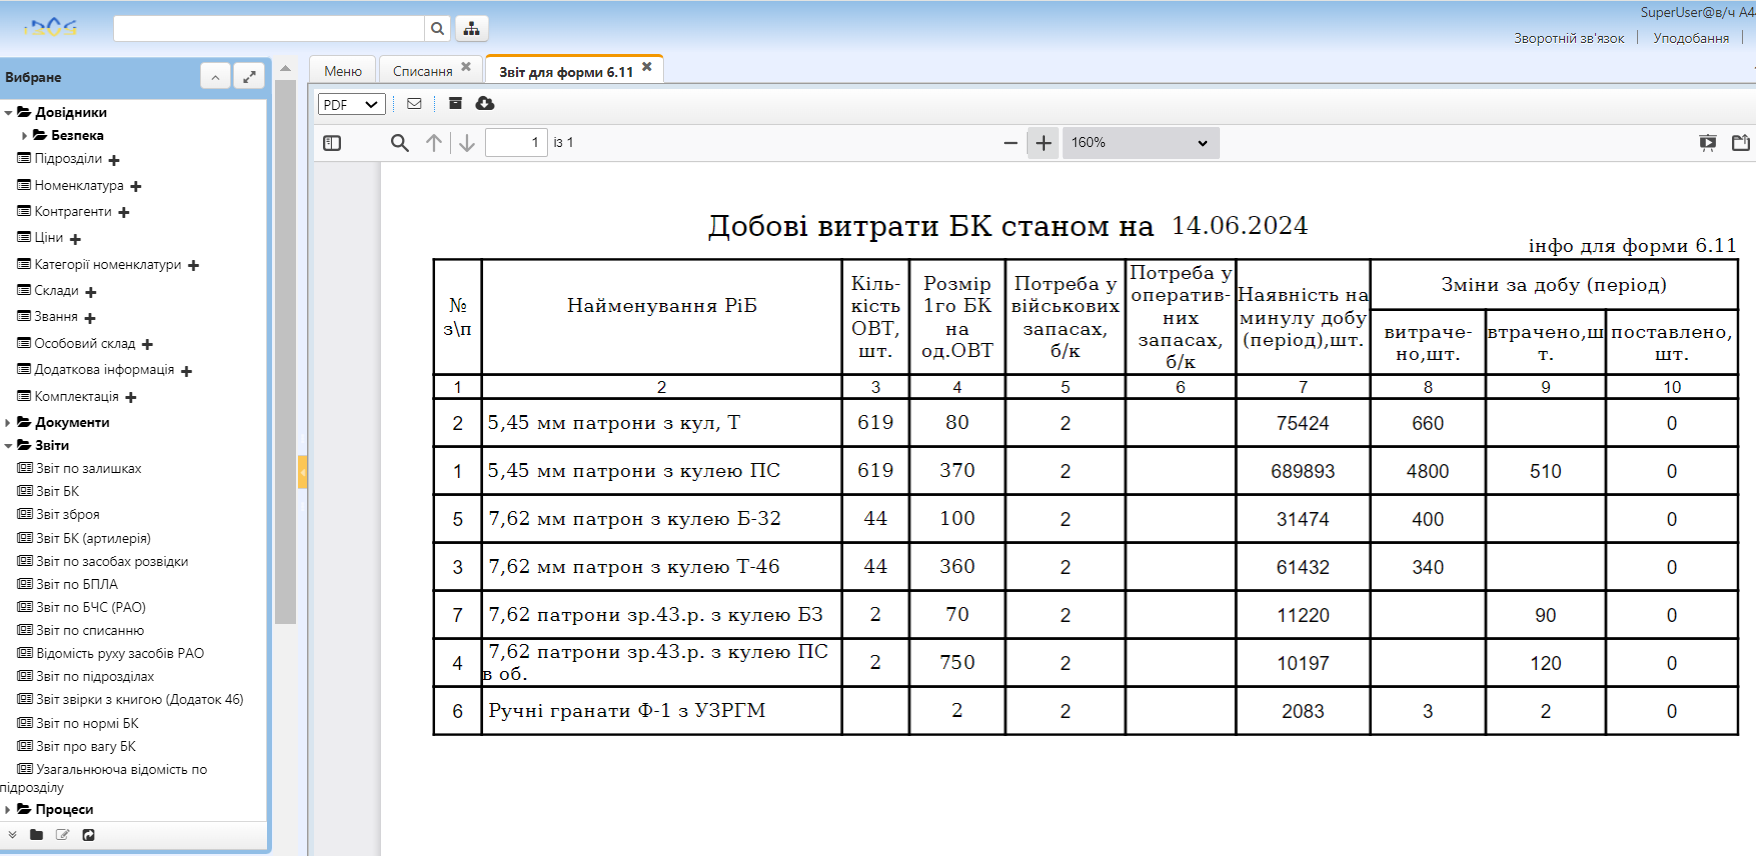 SuperUser@в/ч А4
Зворотній зв'язок
Уподобання
Вибране
Довідники
Безпека
Підрозділи
Номенклатура
Контрагенти
Ціни
Категорії номенклатури
Склади
Звання
Особовий склад
Додаткова інформація
Комплектація
Документи
Звіти
Звіт по залишках
Звіт БК
Звіт зброя
Звіт БК (артилерія)
Звіт по засобах розвідки
Звіт по БПЛА
Звіт по БЧС (РАО)
Звіт по списанню
Відомість руху засобів РАО
Звіт по підрозділах
Звіт звірки з книгою (Додаток 46)
Звіт по нормі БК
Звіт про вагу БК
Узагальнююча відомість по
підрозділу
Процеси
Меню
Списання
Звіт для форми 6.11
PDF
1 із 1
160%
Добові витрати БК станом на 14.06.2024
інфо для форми 6.11
№
з\п
Найменування РіБ
Кіль-
кість
ОВТ,
шт.
Розмір
1го БК
на
од.ОВТ
Потреба у
військових
запасах,
б/к
Потреба у
оператив-
них
запасах,
б/к
Наявність на
минулу добу
(період),шт.
Зміни за добу (період)
витраче-
но,шт.
втрачено,ш
т.
поставлено,
шт.
1 2 3 4 5 6 7 8 9 10
2 5,45 мм патрони з кул, Т 619 80 2 75424 660 0
1 5,45 мм патрони з кулею ПС 619 370 2 689893 4800 510 0
5 7,62 мм патрон з кулею Б-32 44 100 2 31474 400 0
3 7,62 мм патрон з кулею Т-46 44 360 2 61432 340 0
7 7,62 патрони зр.43.р. з кулею БЗ 2 70 2 11220 90 0
4 7,62 патрони зр.43.р. з кулею ПС
в об. 2 750 2 10197 120 0
6 Ручні гранати Ф-1 з УЗРГМ 2 2 2083 3 2 0